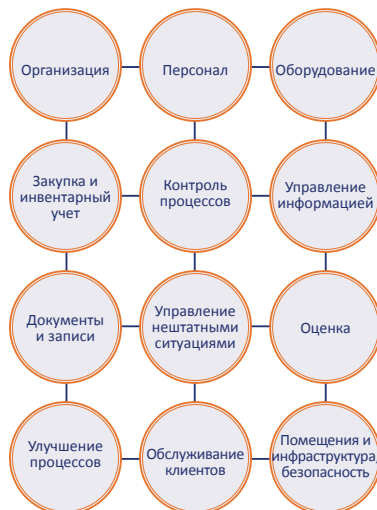 Организация
Персонал
Оборудование
Закупка и
инвентарный
учет
Контроль
процессов
Управление
информацией
Документы
и записи
Управление
нештатными
ситуациями
Оценка
Улучшение
процессов
Обслуживание
клиентов
Помещения и
инфраструктура,
безопасность